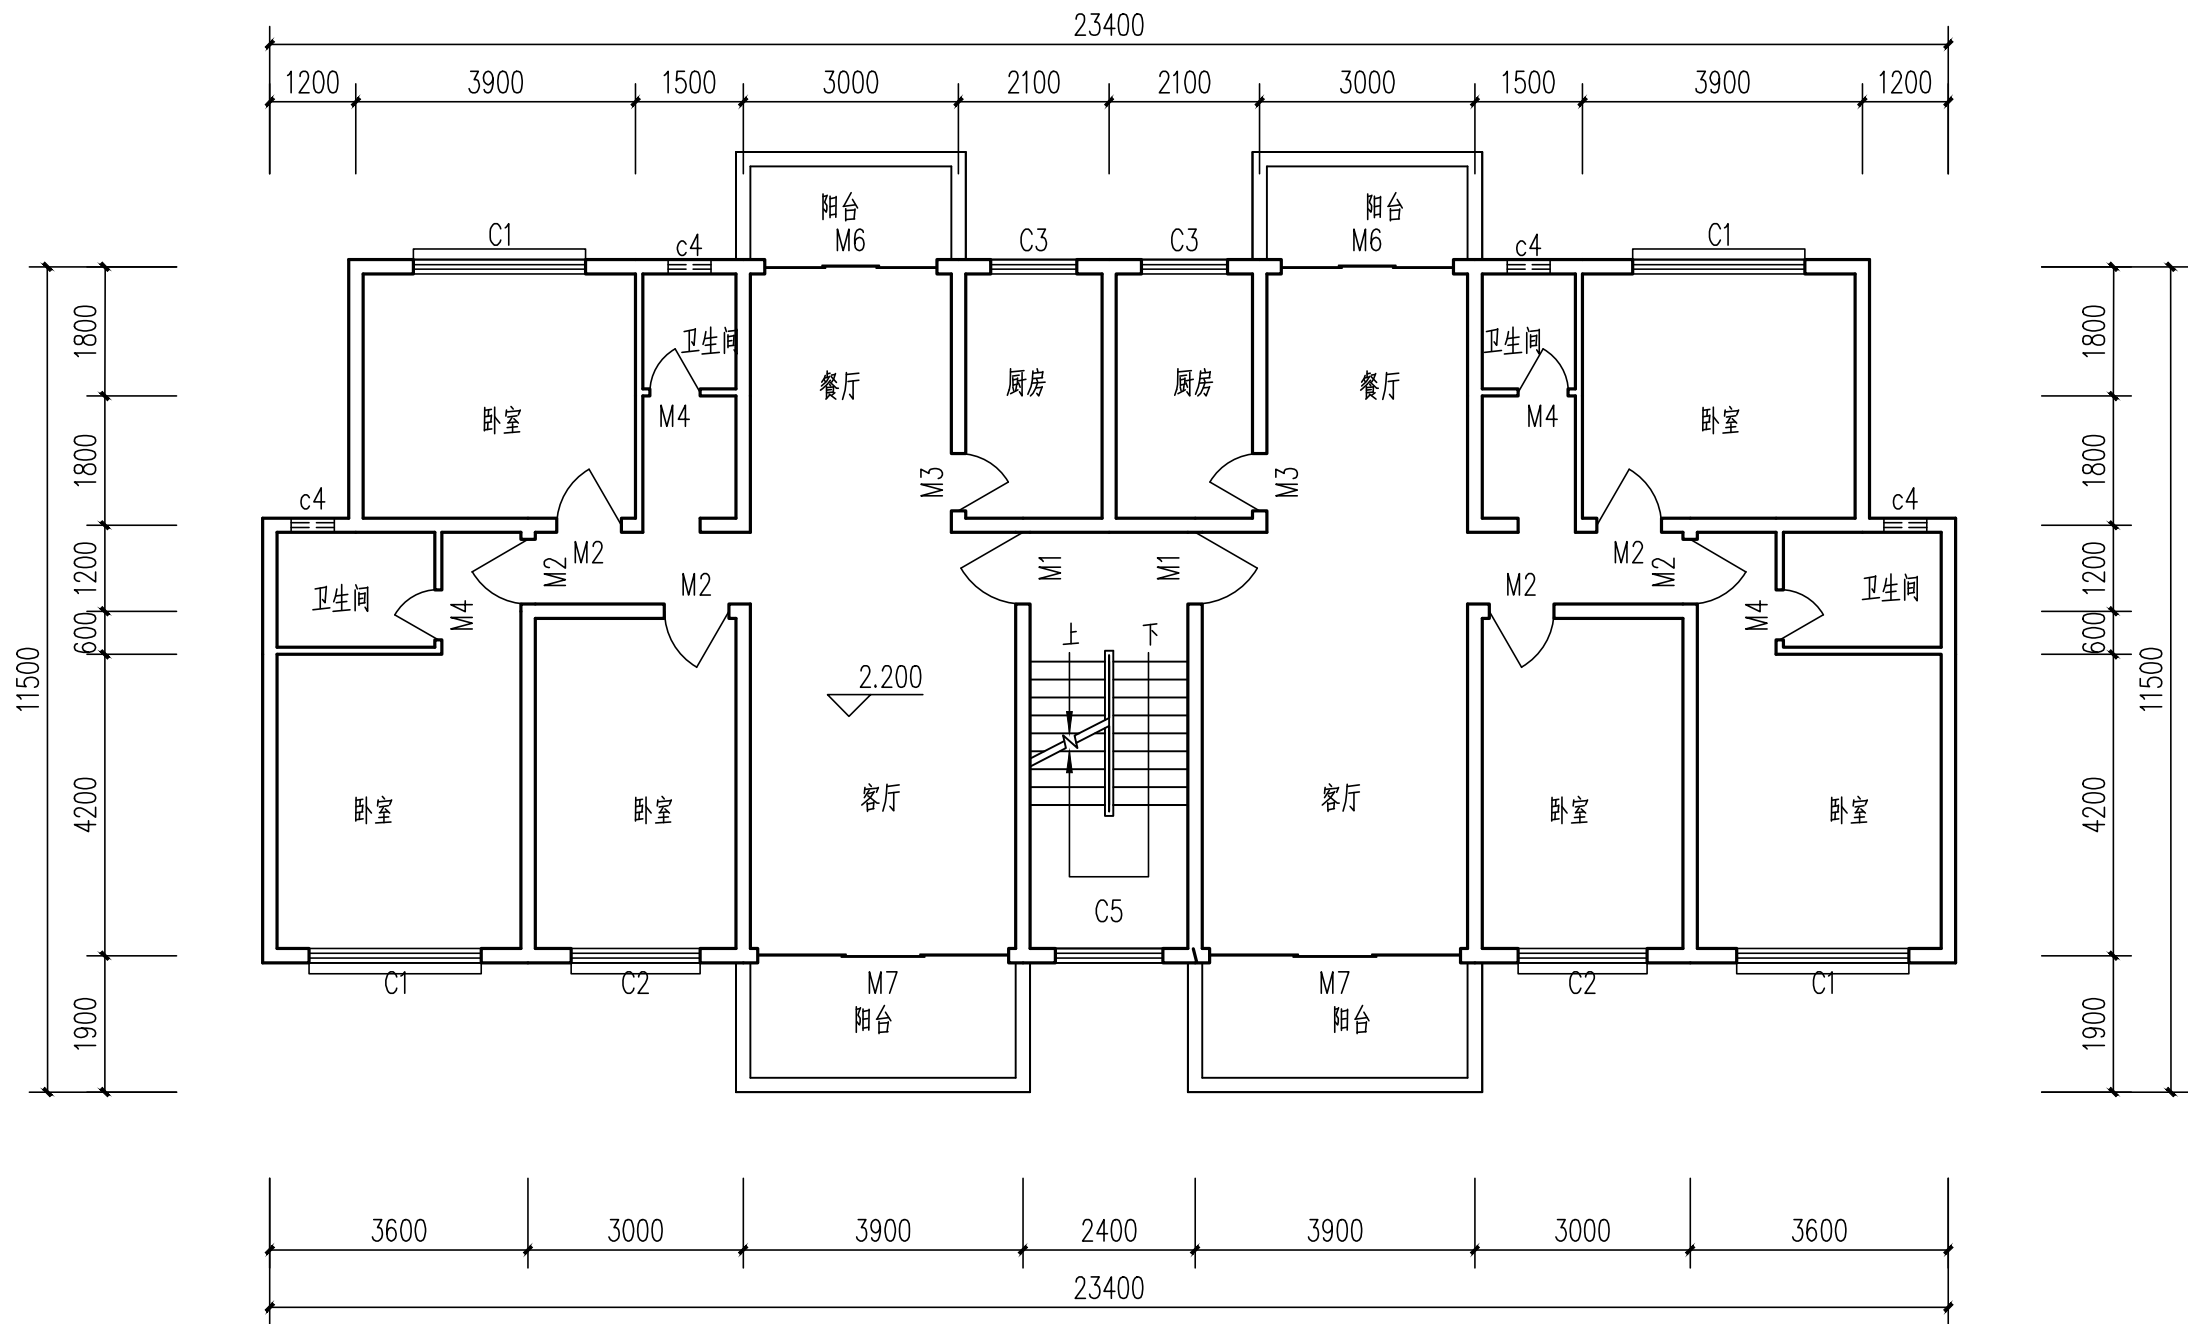 23400
1200 3900 1500 3000 2100 2100 3000 1500 3900 1200
阳台 阳台
C1 c4 M6 C3 C3 M6 c4 C1
1800 卫生间 卫生间 1800
餐厅 厨房 厨房 餐厅
卧室 M4 M4 卧室
1800 M3 M3 1800
c4 c4
M2 M2
1200 M2 M1 M1 M2 1200
卫生间 M2 M2 卫生间
M4 M4
600 上 下 600
11500 2.200 11500
4200 卧室 卧室 客厅 客厅 卧室 卧室 4200
C5
C1 C2 M7 M7 C2 C1
1900 阳台 阳台 1900
3600 3000 3900 2400 3900 3000 3600
23400